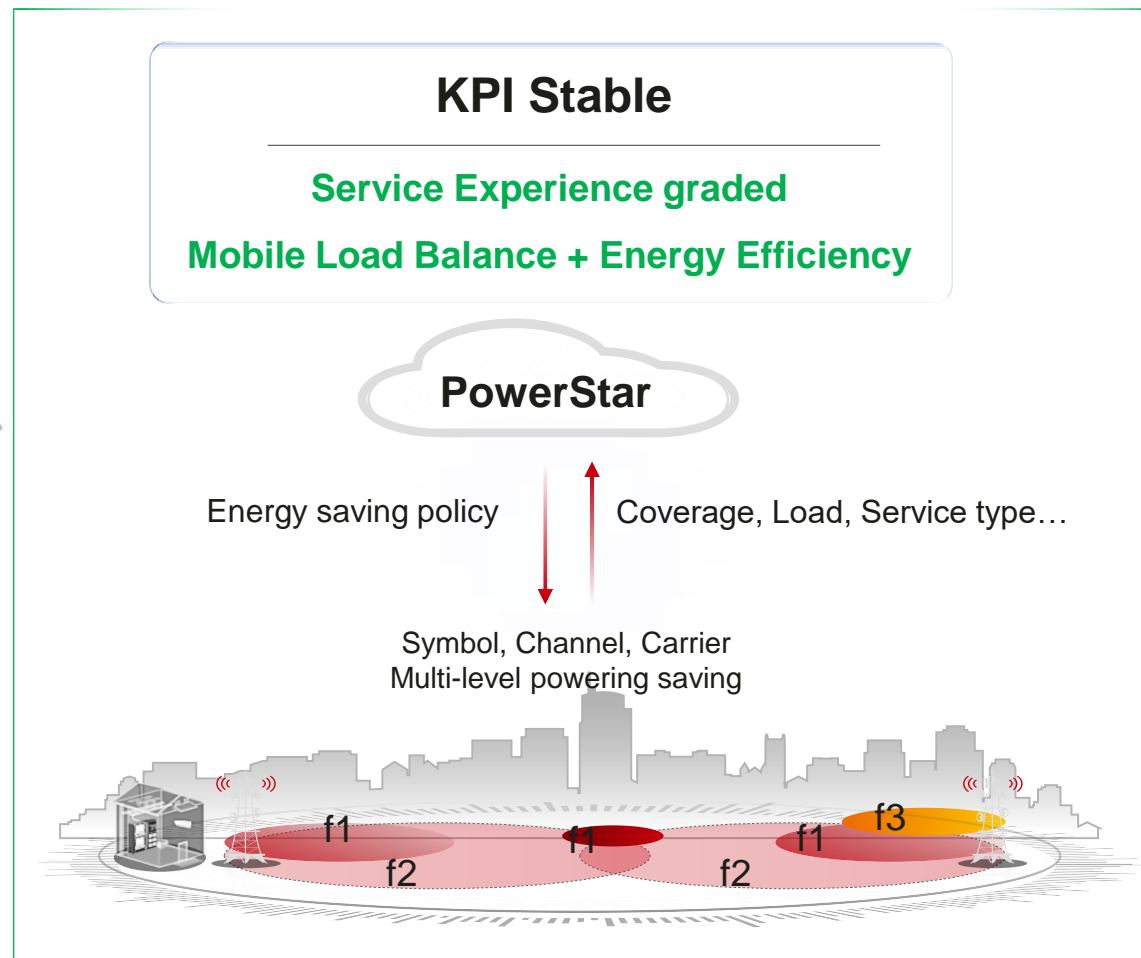 KPI Stable
Service Experience graded
Mobile Load Balance + Energy Efficiency
PowerStar
Energy saving policy
Coverage, Load, Service type…
Symbol, Channel, Carrier
Multi-level powering saving
f1
f2
f1
f1
f3
f2